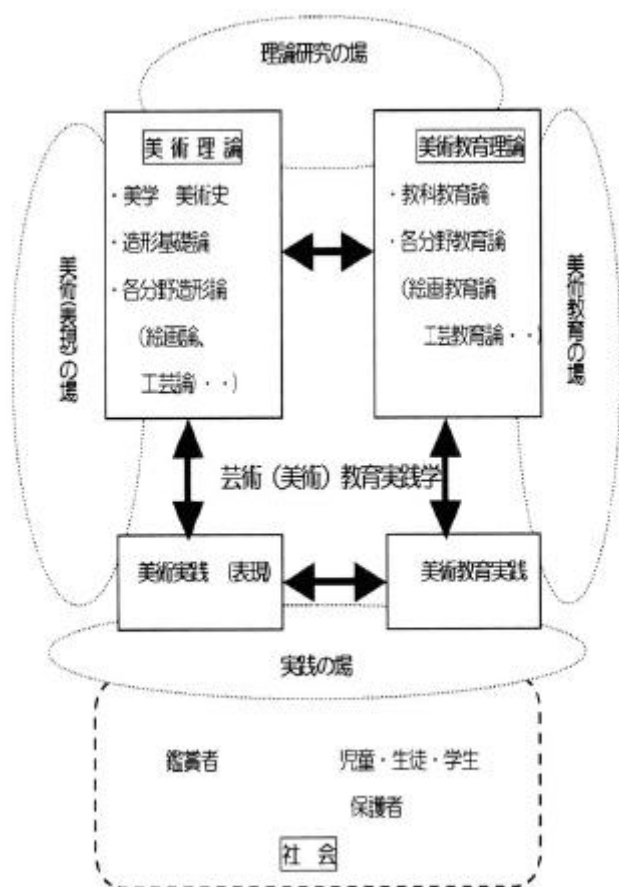 理論研究の場
美術理論
・美学 美術史
・造形基礎論
・各分野造形論
(絵画論、
工芸論・・)
美術教育理論
・教科教育論
・各分野教育論
(絵画教育論
工芸教育論・・)
美術(表現)の場
美術教育の場
芸術(美術)教育実践学
美術実践 (表現)
美術教育実践
実践の場
鑑賞者
児童・生徒・学生
保護者
社 会